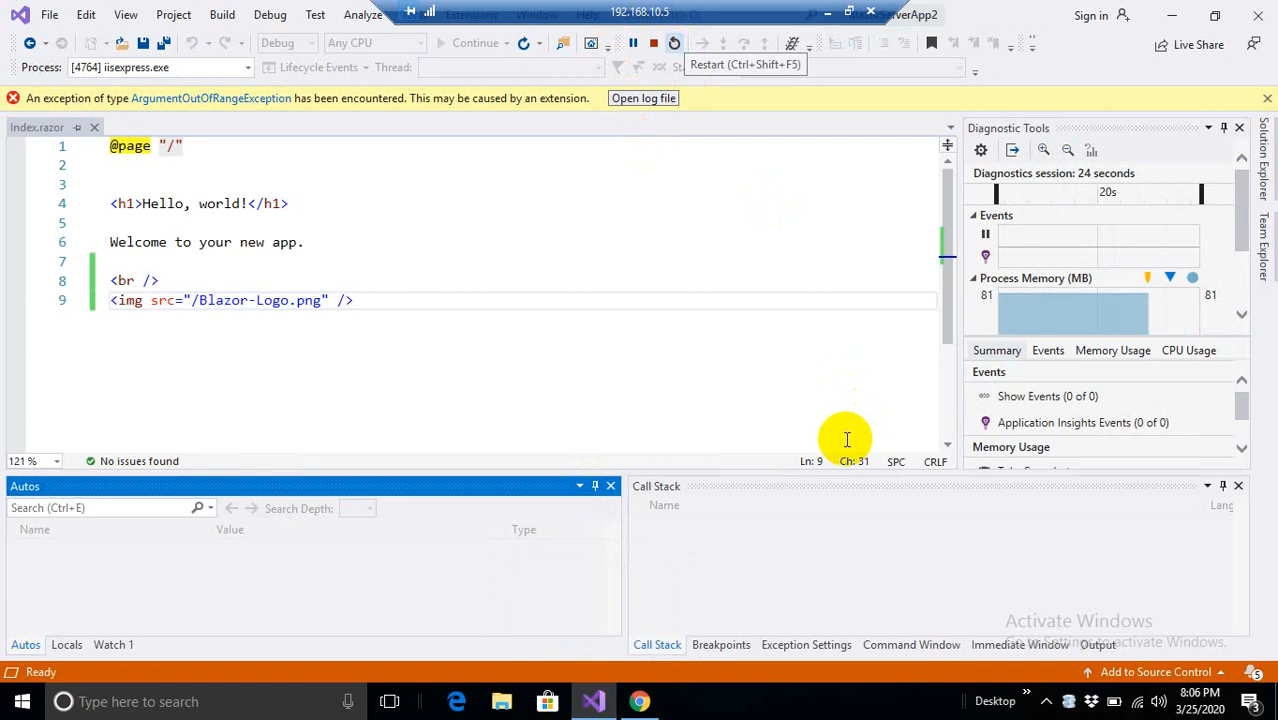 File Edit View Project Build Debug Test Analyze Extensions Window 192.168.10.5 BlazorServerApp2 Sign in
Debug Any CPU Continue Live Share
Process: [4764] iisexpress.exe Lifecycle Events Thread: Restart (Ctrl+Shift+F5)
An exception of type ArgumentOutOfRangeException has been encountered. This may be caused by an extension. Open log file
Index.razor
1 @page "/"
2
3
4 <h1>Hello, world!</h1>
5
6 Welcome to your new app.
7
8 <br />
9 <img src="/Blazor-Logo.png" />
121 % No issues found Ln: 9 Ch: 31 SPC CRLF
Diagnostic Tools
Diagnostics session: 24 seconds
20s
Events
Process Memory (MB)
81 81
Summary Events Memory Usage CPU Usage
Events
Show Events (0 of 0)
Application Insights Events (0 of 0)
Memory Usage
Solution Explorer
Team Explorer
Autos
Search (Ctrl+E) Search Depth:
Name Value Type
Autos Locals Watch 1
Call Stack
Name Lang
Activate Windows
Go to Settings to activate Windows.
Call Stack Breakpoints Exception Settings Command Window Immediate Window Output
Ready Add to Source Control 5
Type here to search Desktop 8:06 PM
3/25/2020 3